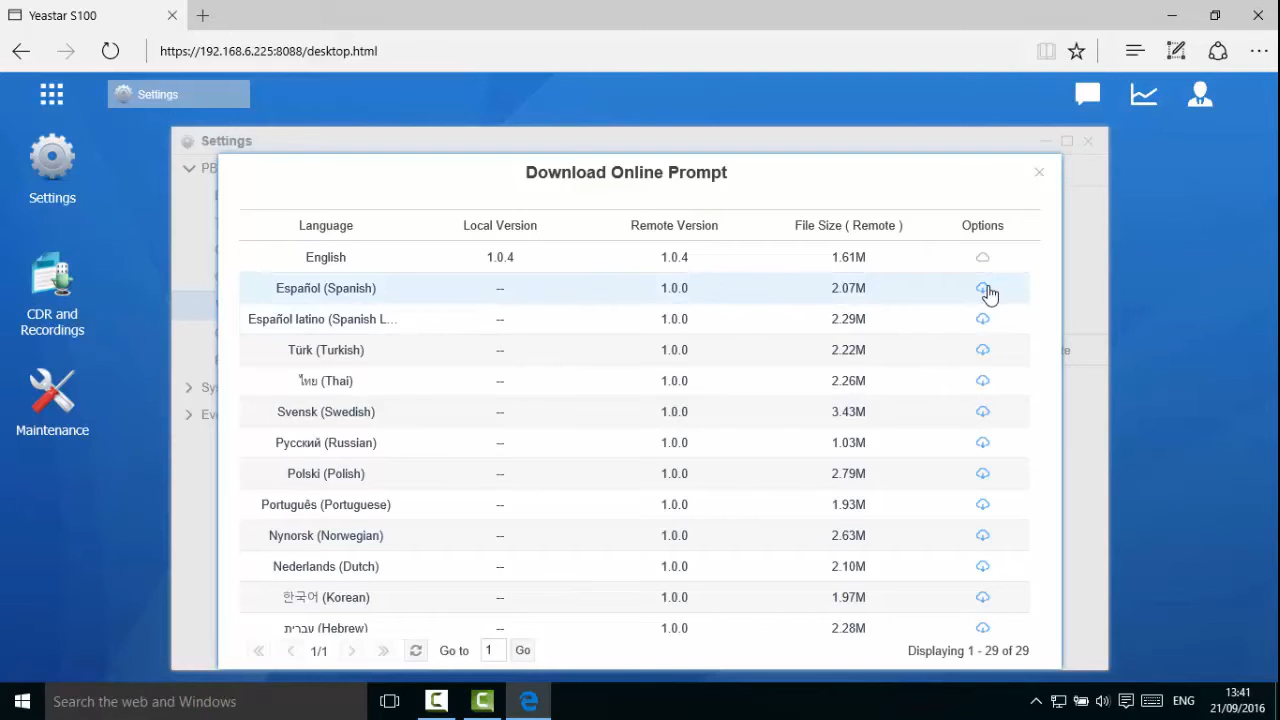 Yeastar S100
https://192.168.6.225:8088/desktop.html
Settings
Settings
PB
Download Online Prompt
Language Local Version Remote Version File Size ( Remote ) Options
English 1.0.4 1.0.4 1.61M
Español (Spanish) -- 1.0.0 2.07M
Español latino (Spanish L... -- 1.0.0 2.29M
Türk (Turkish) -- 1.0.0 2.22M
ไทย (Thai) -- 1.0.0 2.26M
Svensk (Swedish) -- 1.0.0 3.43M
Русский (Russian) -- 1.0.0 1.03M
Polski (Polish) -- 1.0.0 2.79M
Português (Portuguese) -- 1.0.0 1.93M
Nynorsk (Norwegian) -- 1.0.0 2.63M
Nederlands (Dutch) -- 1.0.0 2.10M
한국어 (Korean) -- 1.0.0 1.97M
עברית (Hebrew) -- 1.0.0 2.28M
1/1 Go to 1 Go Displaying 1 - 29 of 29
Settings
CDR and
Recordings
Maintenance
Sys
Eve
te
Search the web and Windows
ENG
13:41
21/09/2016